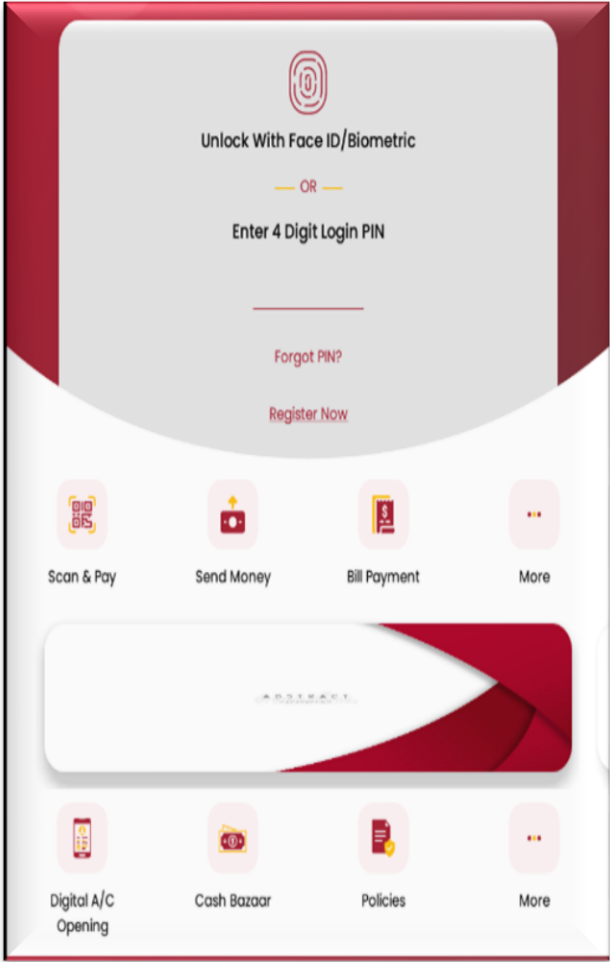 Unlock With Face ID/Biometric
OR
Enter 4 Digit Login PIN
Forgot PIN?
Register Now
Scan & Pay
Send Money
Bill Payment
More
ABSTRACT
Digital A/C
Opening
Cash Bazaar
Policies
More